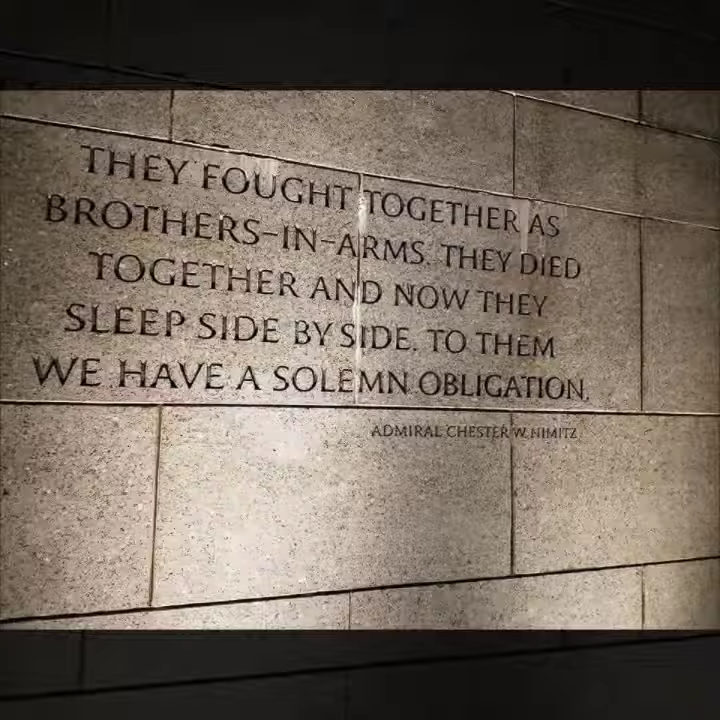 THEY FOUGHT TOGETHER AS
BROTHERS-IN-ARMS. THEY DIED
TOGETHER AND NOW THEY
SLEEP SIDE BY SIDE. TO THEM
WE HAVE A SOLEMN OBLIGATION.
ADMIRAL CHESTER W. NIMITZ